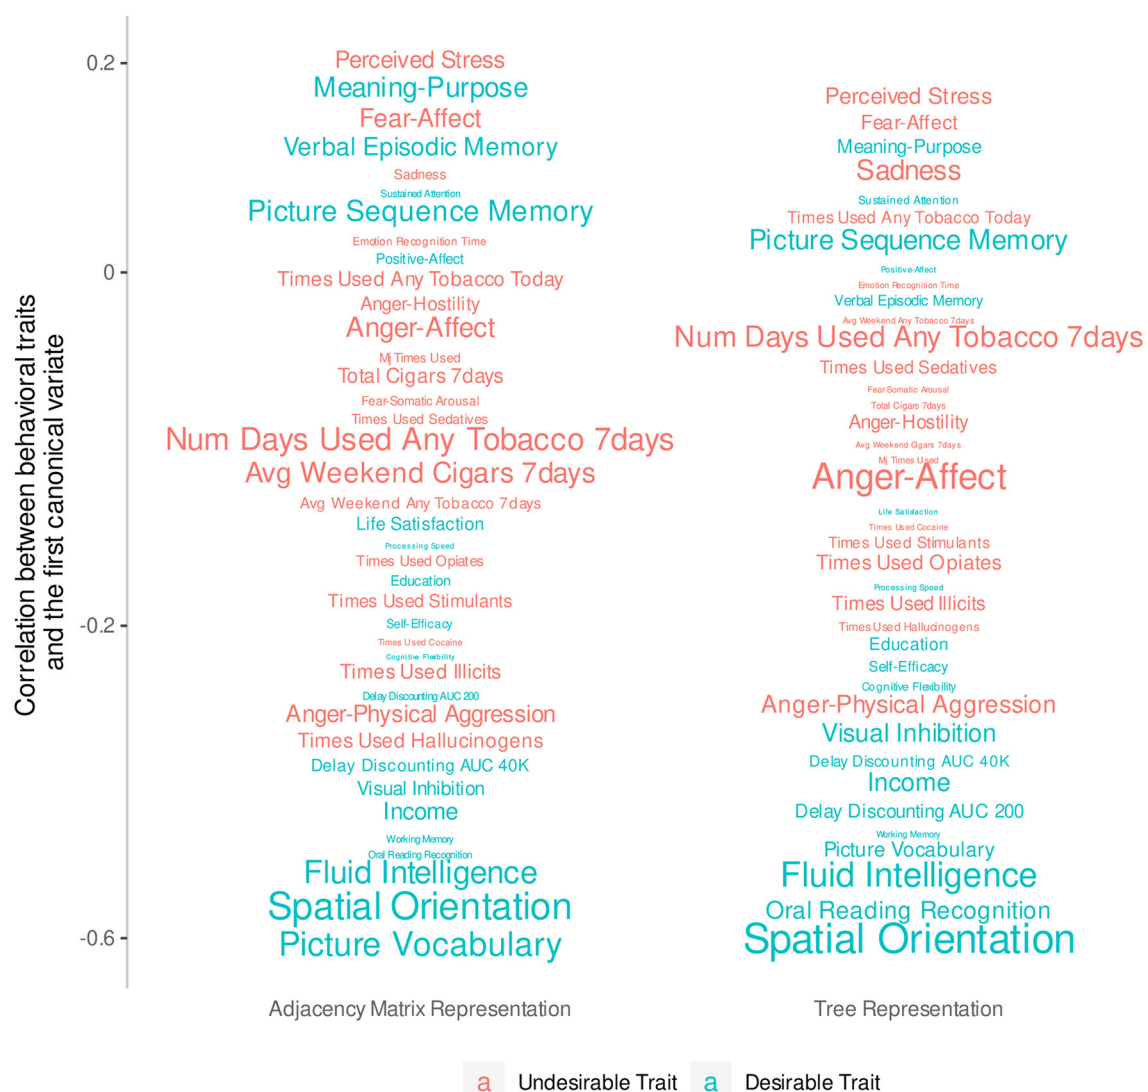 Correlation between behavioral traits
and the first canonical variate
0.2
0
-0.2
-0.6
Perceived Stress
Meaning-Purpose
Fear-Affect
Verbal Episodic Memory
Sadness
Sustained Attention
Picture Sequence Memory
Emotion Recognition Time
Positive-Affect
Times Used Any Tobacco Today
Anger-Hostility
Anger-Affect
Mj Times Used
Total Cigars 7days
Fear-Somatic Arousal
Times Used Sedatives
Num Days Used Any Tobacco 7days
Avg Weekend Cigars 7days
Avg Weekend Any Tobacco 7days
Life Satisfaction
Processing Speed
Times Used Opiates
Education
Times Used Stimulants
Self-Efficacy
Times Used Cocaine
Cognitive Flexibility
Times Used Illicits
Delay Discounting AUC 200
Anger-Physical Aggression
Times Used Hallucinogens
Delay Discounting AUC 40K
Visual Inhibition
Income
Working Memory
Oral Reading Recognition
Fluid Intelligence
Spatial Orientation
Picture Vocabulary
Adjacency Matrix Representation
Perceived Stress
Fear-Affect
Meaning-Purpose
Sadness
Sustained Attention
Times Used Any Tobacco Today
Picture Sequence Memory
Positive-Affect
Emotion Recognition Time
Verbal Episodic Memory
Avg Weekend Any Tobacco 7days
Num Days Used Any Tobacco 7days
Times Used Sedatives
Fear-Somatic Arousal
Total Cigars 7days
Anger-Hostility
Avg Weekend Cigars 7days
Mj Times Used
Anger-Affect
Life Satisfaction
Times Used Cocaine
Times Used Stimulants
Times Used Opiates
Processing Speed
Times Used Illicits
Times Used Hallucinogens
Education
Self-Efficacy
Cognitive Flexibility
Anger-Physical Aggression
Visual Inhibition
Delay Discounting AUC 40K
Income
Delay Discounting AUC 200
Working Memory
Picture Vocabulary
Fluid Intelligence
Oral Reading Recognition
Spatial Orientation
Tree Representation
a Undesirable Trait a Desirable Trait